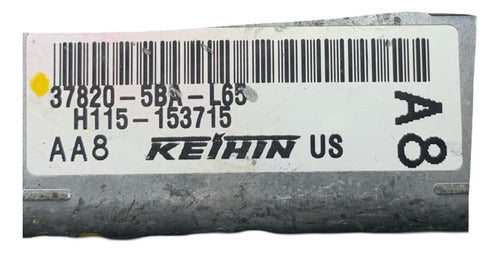 37820-5BA-L65
H115-153715
AA8 KEIHIN US
A8